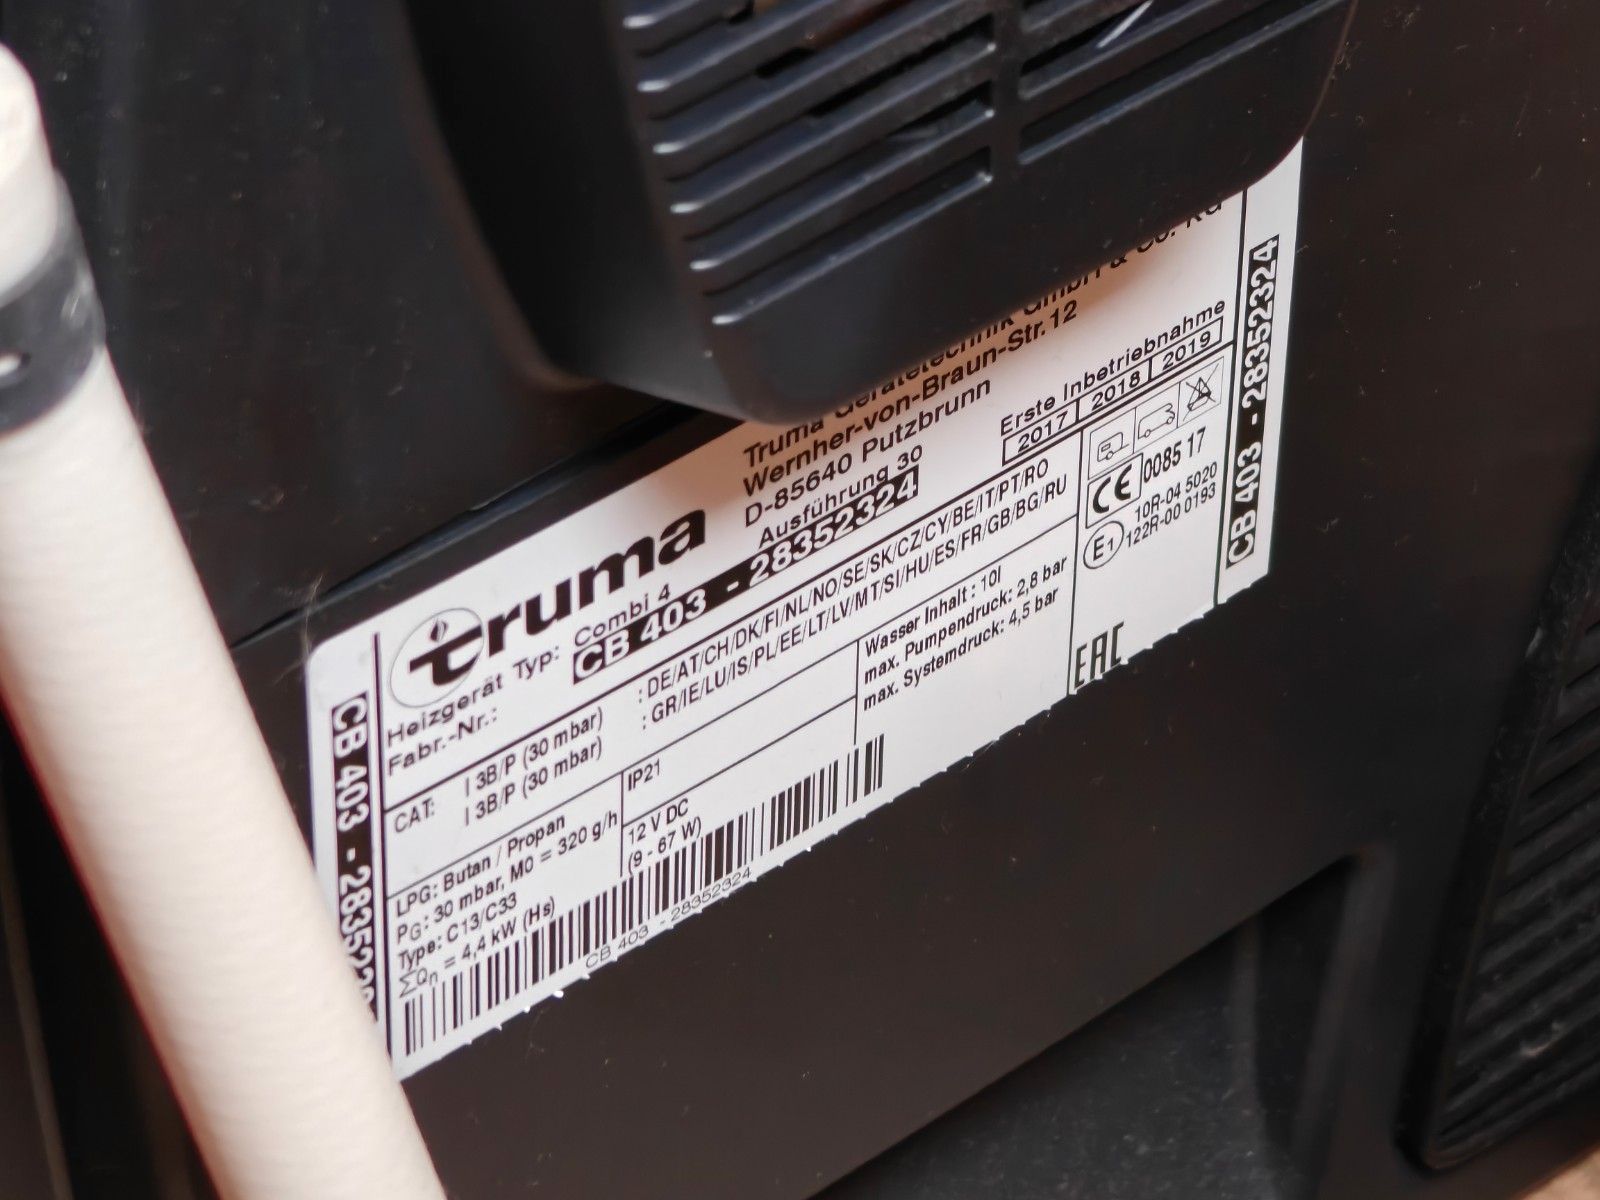 truma
Truma Gerätetechnik GmbH & Co. KG
Wernher-von-Braun-Str. 12
D-85640 Putzbrunn
Ausführung 30
Heizgerät Typ: Combi 4
Fabr.-Nr.: CB 403 - 28352324
Erste Inbetriebnahme
2017 2018 2019
CAT: I 3B/P (30 mbar) : DE/AT/CH/DK/FI/NL/NO/SE/SK/CZ/CY/BE/IT/PT/RO
I 3B/P (30 mbar) : GR/IE/LU/IS/PL/EE/LT/LV/MT/SI/HU/ES/FR/GB/BG/RU
CE 0085 17
E1 10R-04 5020
122R-00 0193
LPG: Butan / Propan
PG: 30 mbar, M0 = 320 g/h
Type: C13/C33
ΣQn = 4,4 kW (Hs)
IP21
12 V DC
(9 - 67 W)
Wasser Inhalt : 10l
max. Pumpendruck: 2,8 bar
max. Systemdruck: 4,5 bar
EAC
CB 403 - 28352324
CB 403 - 28352324
CB 403 - 283523